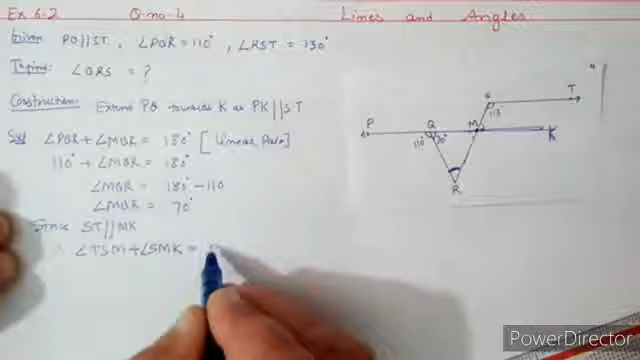 Ex 6.2 Q.no.4 Lines and Angles
Given: PQ||ST, ∠PQR = 110°, ∠RST = 130°
To find: ∠QRS = ?
Construction: Extend PQ towards K as PK||ST
Sol ∠PQR + ∠MQR = 180° [Linear Pair]
110° + ∠MQR = 180°
∠MQR = 180° - 110
∠MQR = 70°
Since ST||MK
∠TSM + ∠SMK =
S T
P Q M K
110° 70°
R
PowerDirector